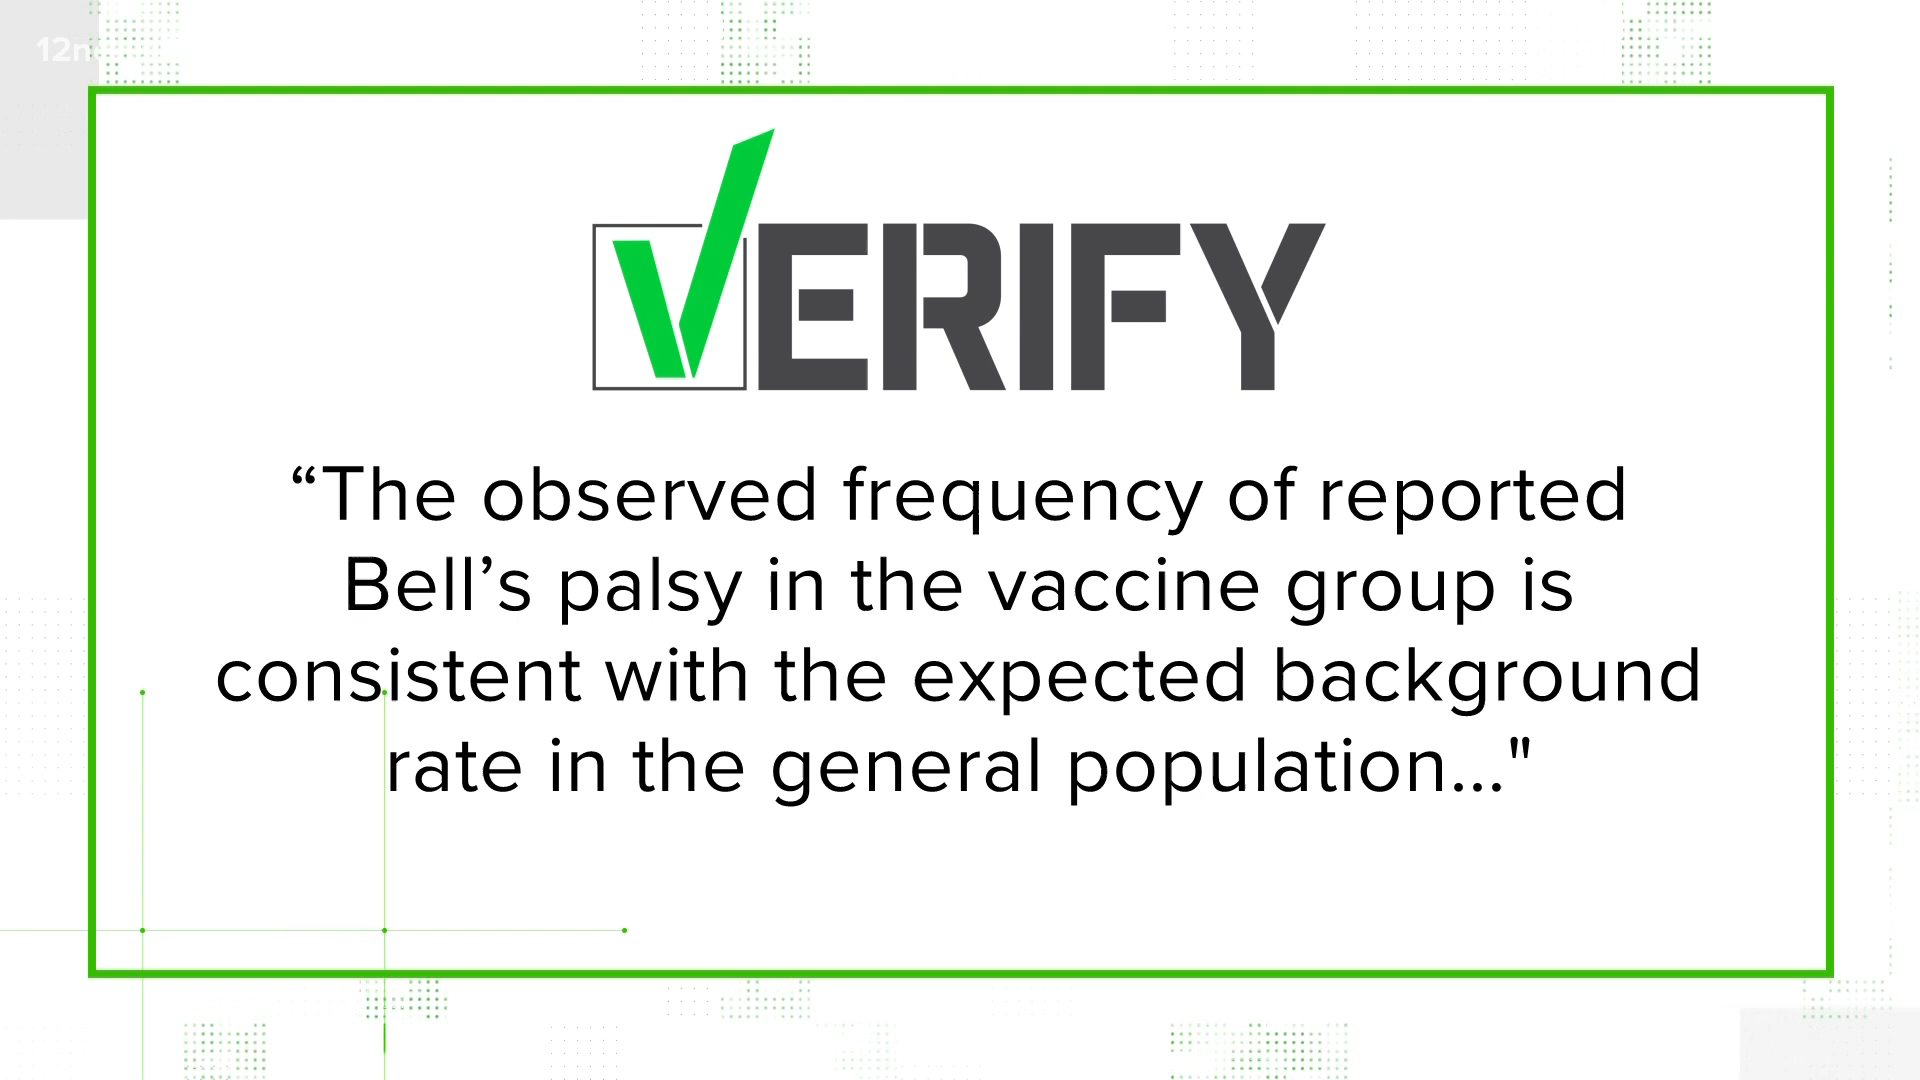 12n
VERIFY
“The observed frequency of reported
Bell’s palsy in the vaccine group is
consistent with the expected background
rate in the general population..."